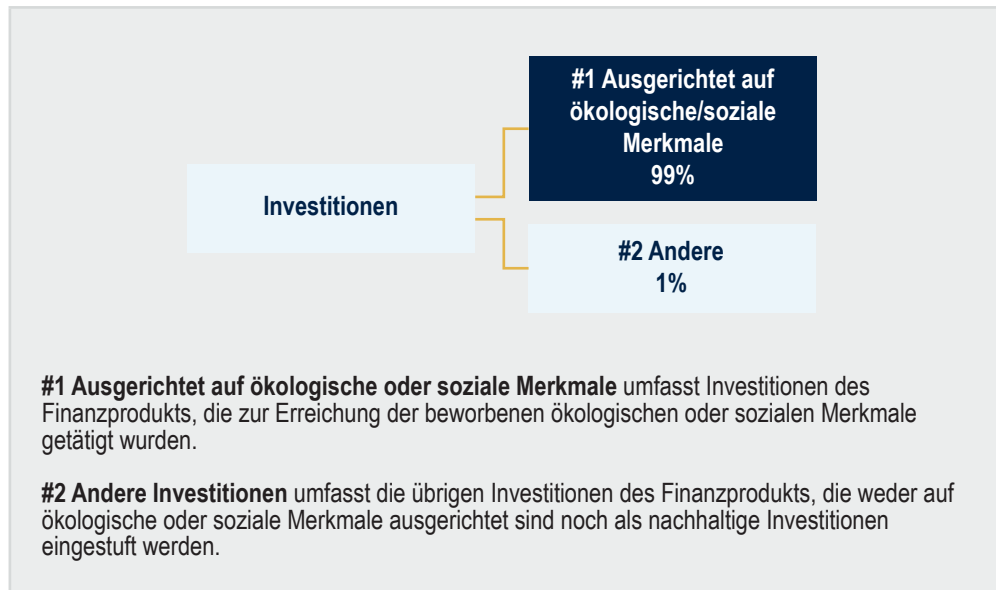 #1 Ausgerichtet auf
ökologische/soziale
Merkmale
99%
Investitionen
#2 Andere
1%
#1 Ausgerichtet auf ökologische oder soziale Merkmale umfasst Investitionen des
Finanzprodukts, die zur Erreichung der beworbenen ökologischen oder sozialen Merkmale
getätigt wurden.
#2 Andere Investitionen umfasst die übrigen Investitionen des Finanzprodukts, die weder auf
ökologische oder soziale Merkmale ausgerichtet sind noch als nachhaltige Investitionen
eingestuft werden.